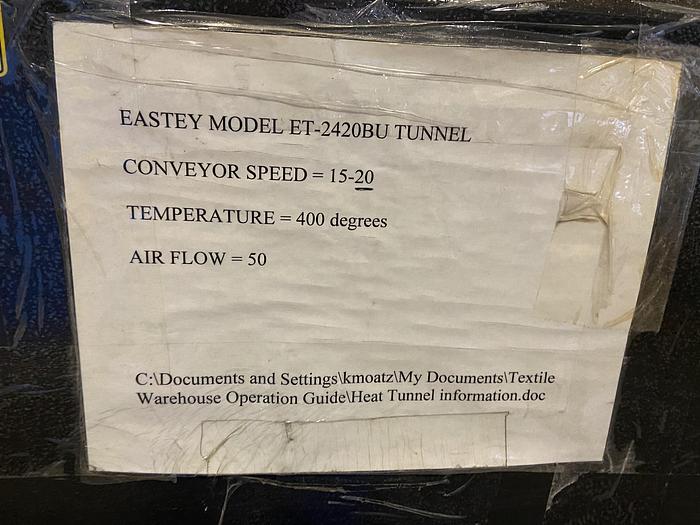 EASTEY MODEL ET-2420BU TUNNEL
CONVEYOR SPEED = 15-20
TEMPERATURE = 400 degrees
AIR FLOW = 50
C:\Documents and Settings\kmoatz\My Documents\Textile
Warehouse Operation Guide\Heat Tunnel information.doc